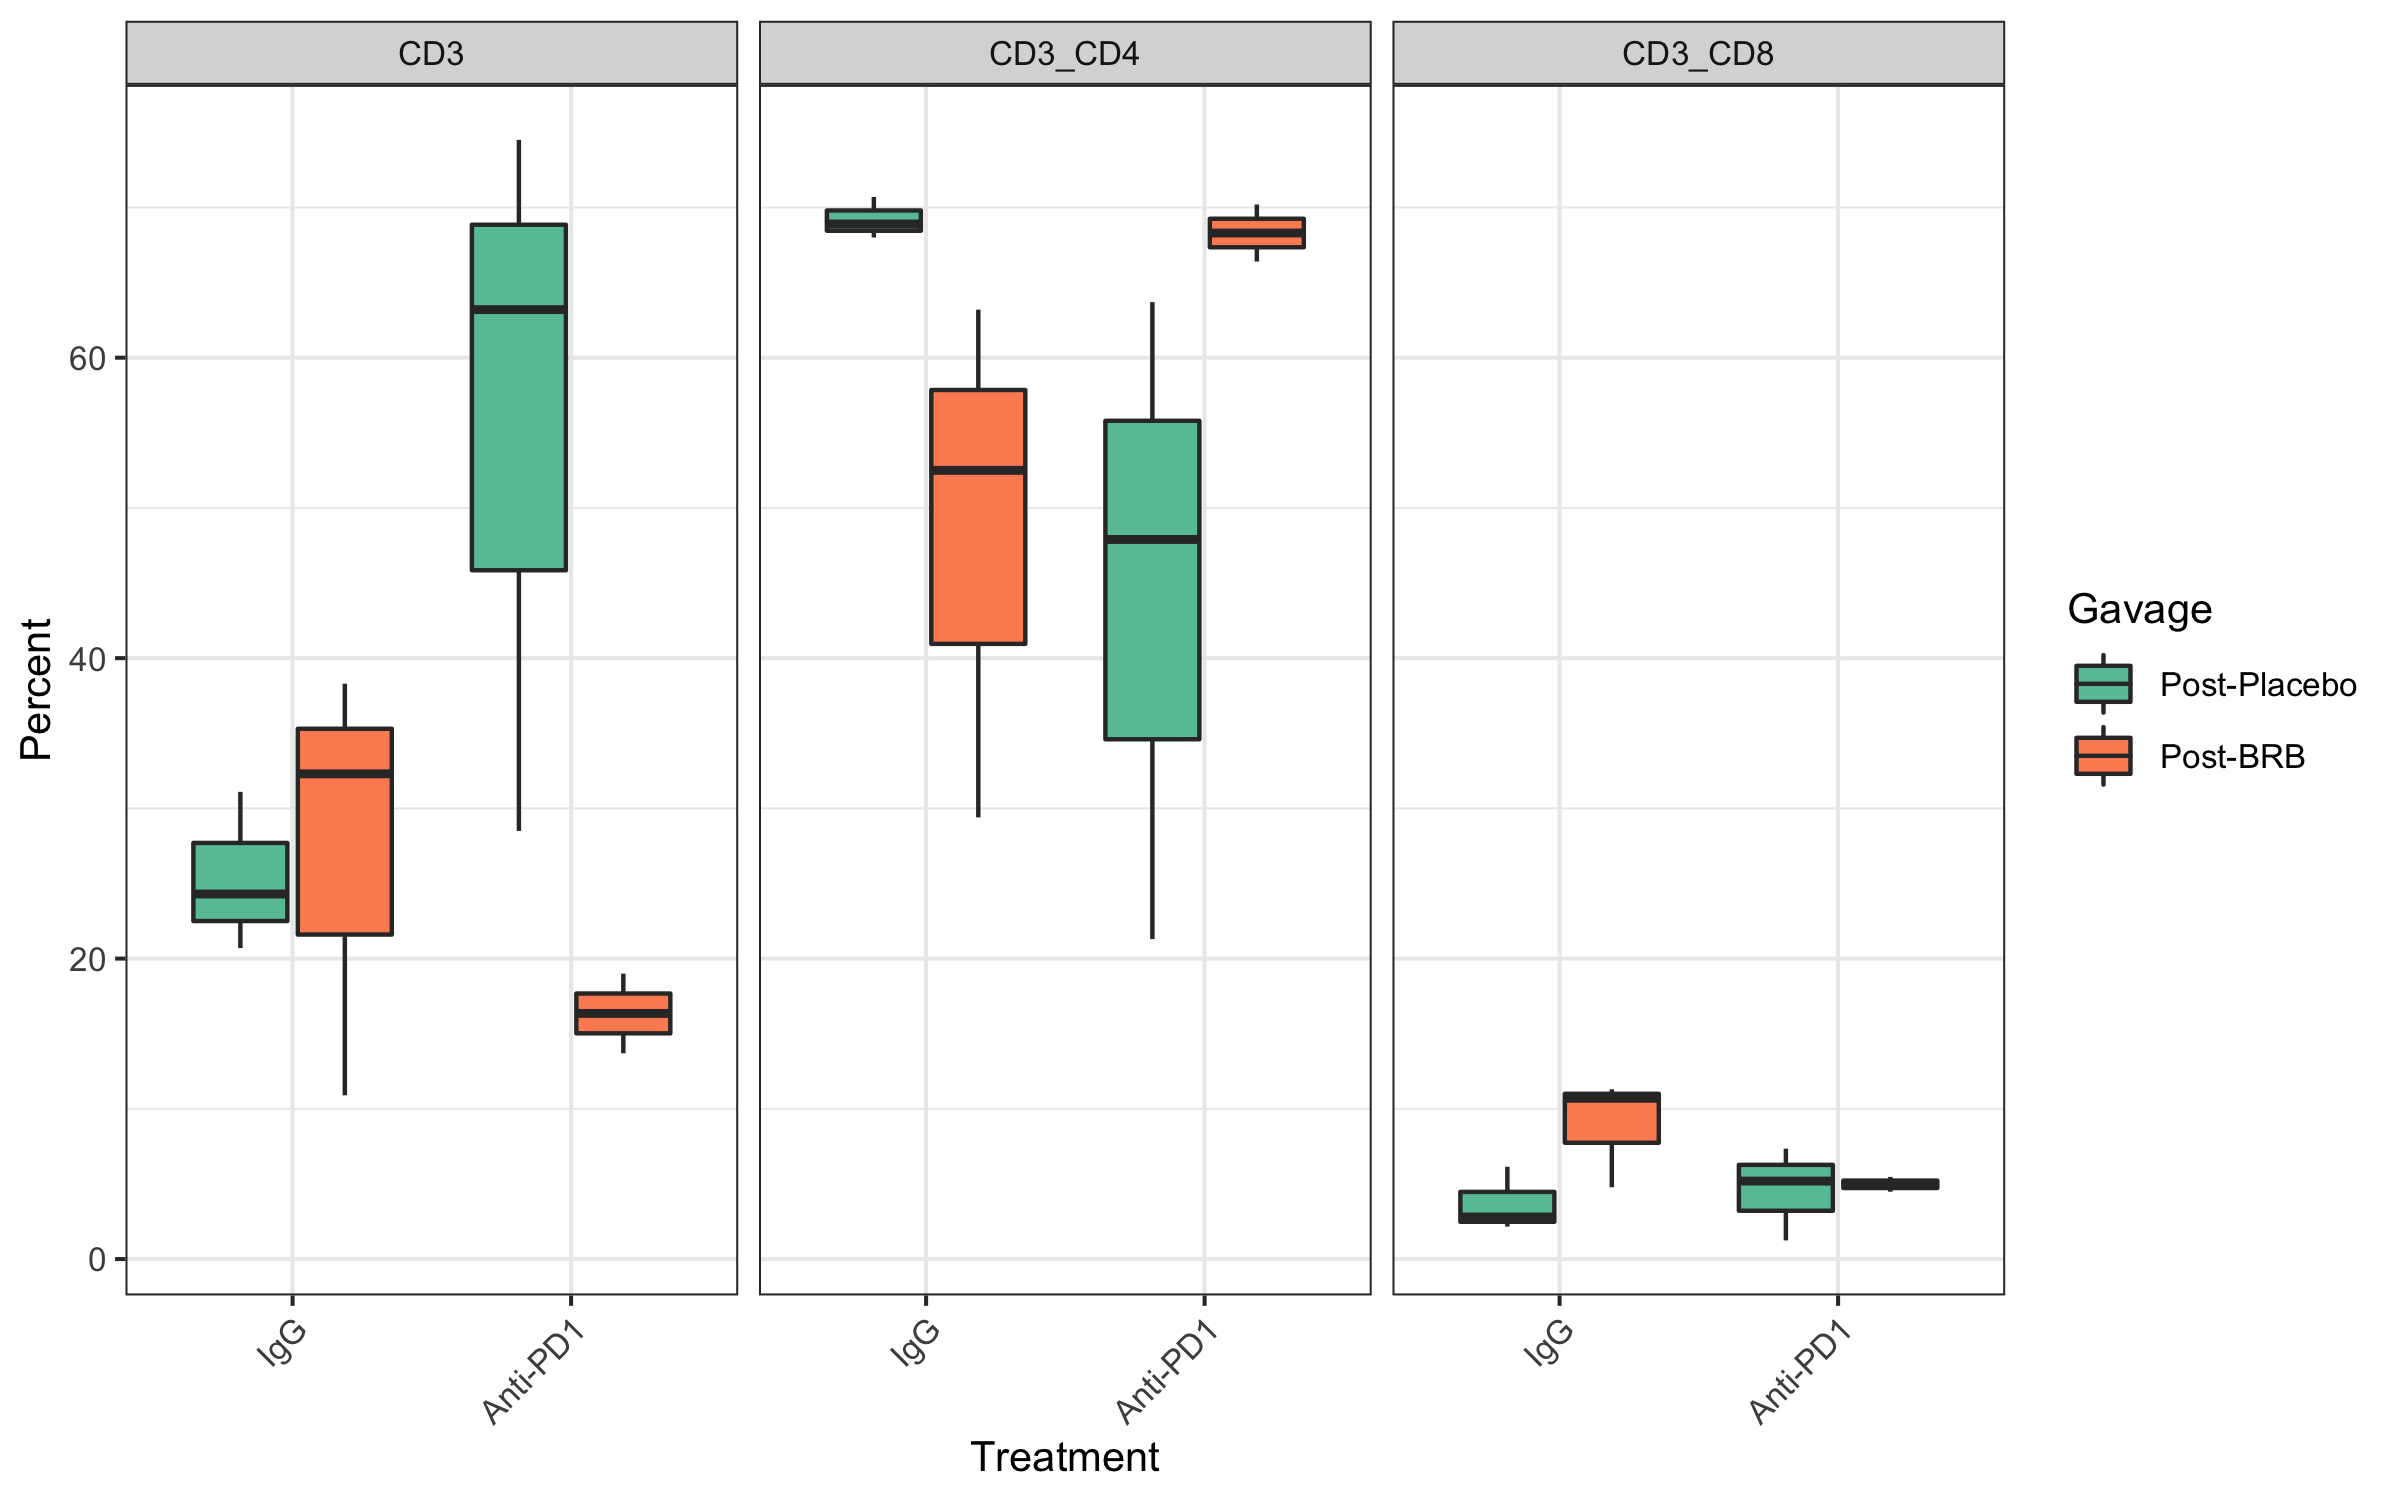 CD3
CD3_CD4
CD3_CD8
Percent
60
40
20
0
IgG
Anti-PD1
IgG
Anti-PD1
IgG
Anti-PD1
Treatment
Gavage
Post-Placebo
Post-BRB